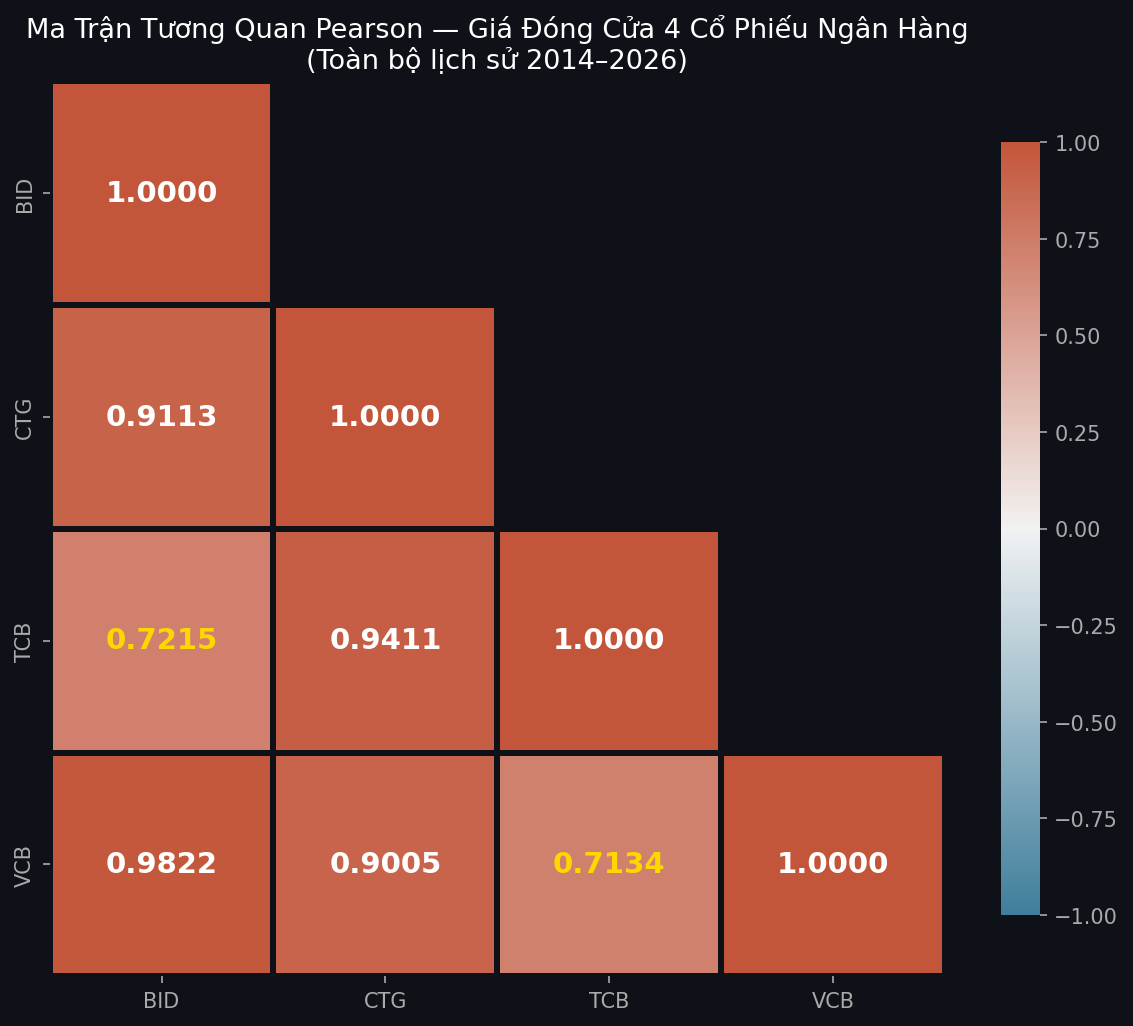 Ma Trận Tương Quan Pearson — Giá Đóng Cửa 4 Cổ Phiếu Ngân Hàng
(Toàn bộ lịch sử 2014–2026)
BID
1.0000
CTG
0.9113 1.0000
TCB
0.7215 0.9411 1.0000
VCB
0.9822 0.9005 0.7134 1.0000
BID CTG TCB VCB
1.00
0.75
0.50
0.25
0.00
−0.25
−0.50
−0.75
−1.00